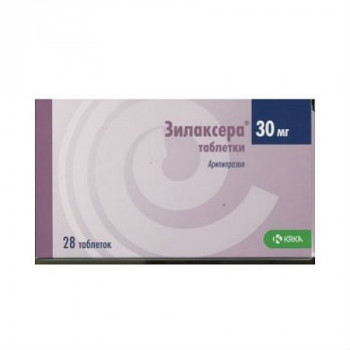 Зилаксера® 30 мг
таблетки
Арипипразол
28 таблеток
KRKA